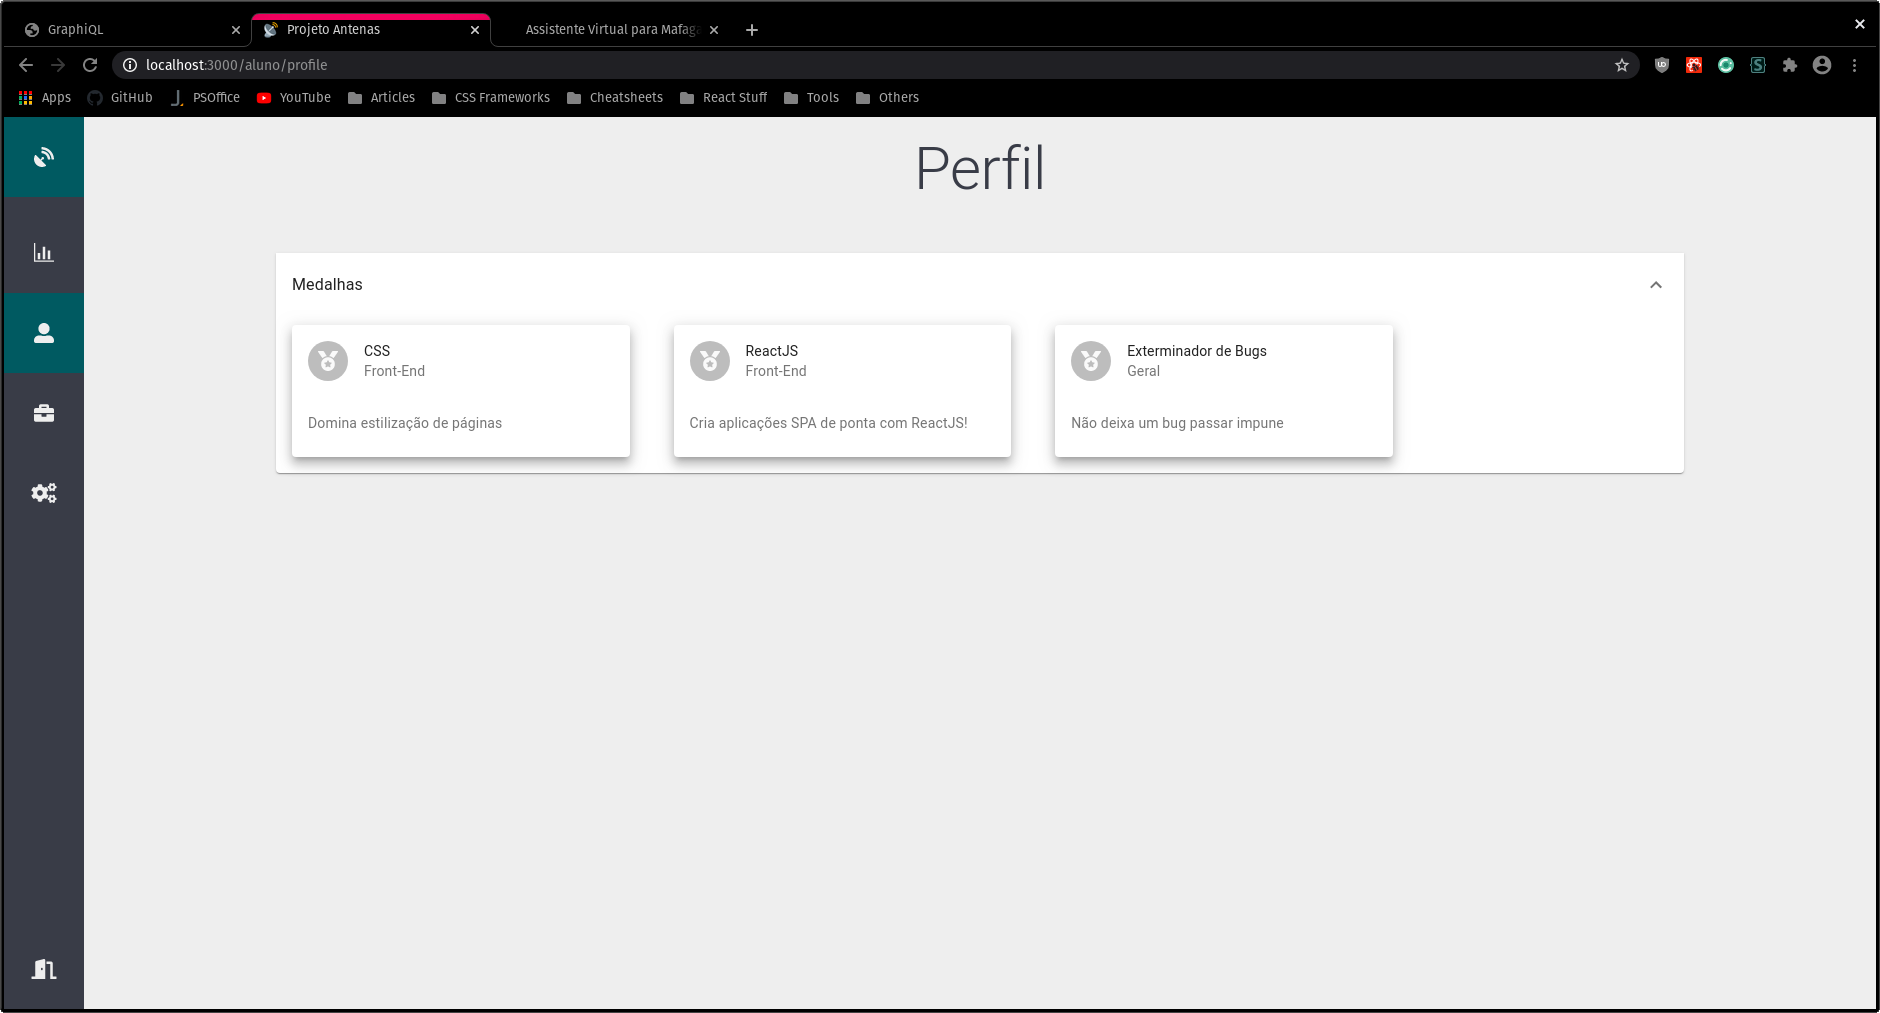 GraphiQL
Projeto Antenas
Assistente Virtual para Mafag
localhost:3000/aluno/profile
Apps GitHub PSOffice YouTube Articles CSS Frameworks Cheatsheets React Stuff Tools Others
Perfil
Medalhas
CSS
Front-End
Domina estilização de páginas
ReactJS
Front-End
Cria aplicações SPA de ponta com ReactJS!
Exterminador de Bugs
Geral
Não deixa um bug passar impune